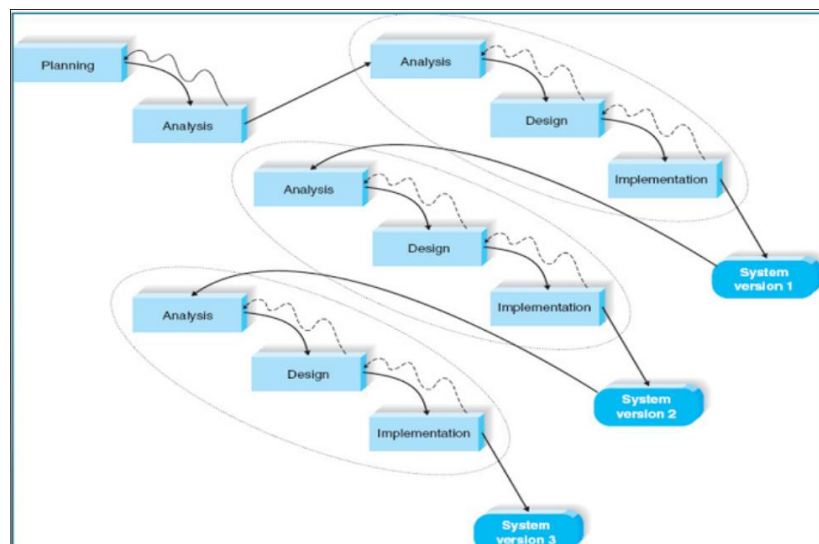 Planning
Analysis
Analysis
Design
Implementation
System
version 1
Analysis
Design
Implementation
System
version 2
Analysis
Design
Implementation
System
version 3